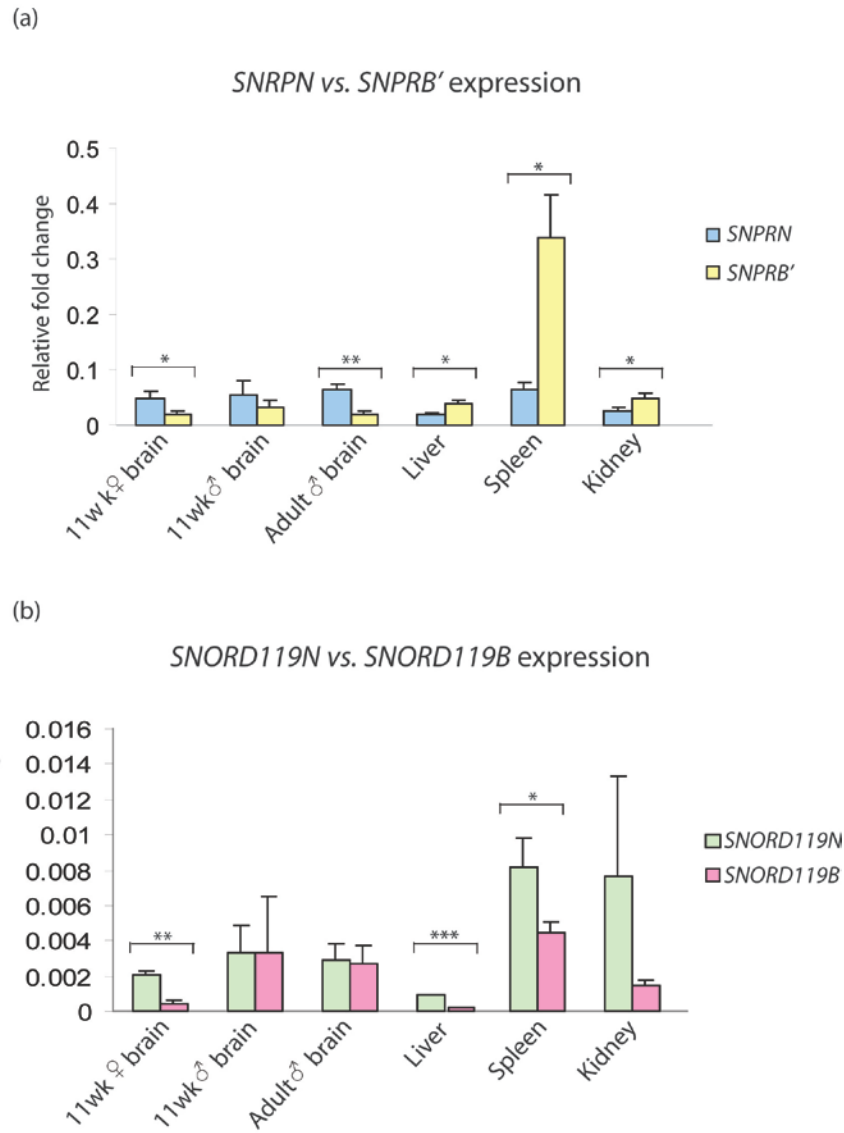 (a)
SNRPN vs. SNPRB' expression
Relative fold change
0.5
0.4
0.3
0.2
0.1
0
*
**
*
*
*
SNPRN
SNPRB'
11w k♀ brain
11wk♂ brain
Adult♂ brain
Liver
Spleen
Kidney
(b)
SNORD119N vs. SNORD119B expression
0.016
0.014
0.012
0.01
0.008
0.006
0.004
0.002
0
**
***
*
SNORD119N
SNORD119B
11wk ♀ brain
11wk♂ brain
Adult♂ brain
Liver
Spleen
Kidney